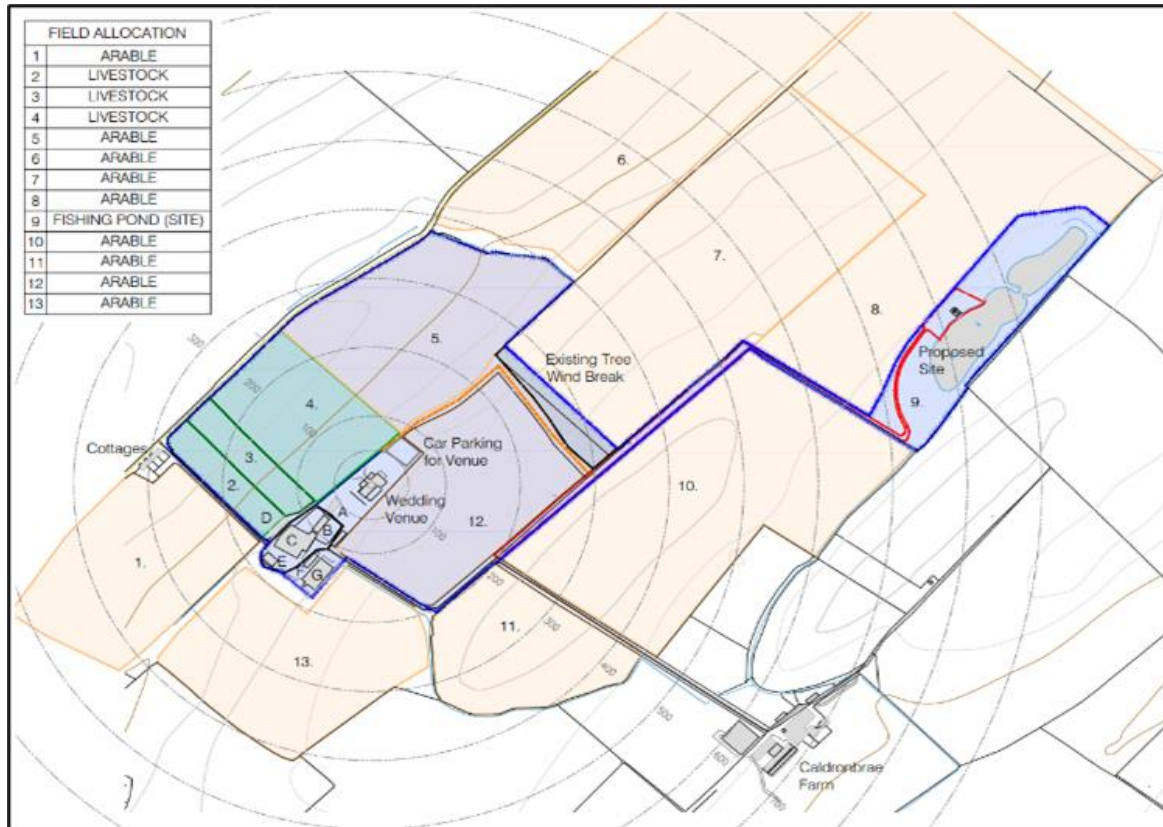 FIELD ALLOCATION
1 ARABLE
2 LIVESTOCK
3 LIVESTOCK
4 LIVESTOCK
5 ARABLE
6 ARABLE
7 ARABLE
8 ARABLE
9 FISHING POND (SITE)
10 ARABLE
11 ARABLE
12 ARABLE
13 ARABLE
6.
7.
8.
5.
300
Existing Tree
Wind Break
Proposed
Site
200
4.
9.
100
Cottages
3.
Car Parking
for Venue
2.
10.
Wedding
Venue
A
D
12.
B
100
C
1.
E
F
G
200
11.
300
13.
400
500
600
700
Caldronbrae
Farm